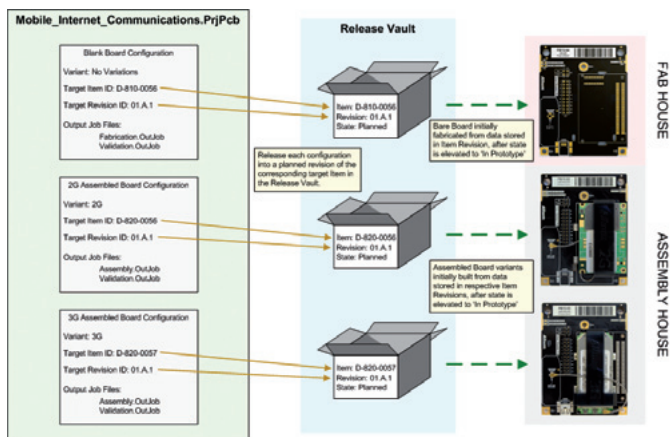 Mobile_Internet_Communications.PrjPcb
Blank Board Configuration
Variant: No Variations
Target Item ID: D-810-0056
Target Revision ID: 01.A.1
Output Job Files:
Fabrication.OutJob
Validation.OutJob
2G Assembled Board Configuration
Variant: 2G
Target Item ID: D-820-0056
Target Revision ID: 01.A.1
Output Job Files:
Assembly.OutJob
Validation.OutJob
3G Assembled Board Configuration
Variant: 3G
Target Item ID: D-820-0057
Target Revision ID: 01.A.1
Output Job Files:
Assembly.OutJob
Validation.OutJob
Release each configuration
into a planned revision of the
corresponding target Item in
the Release Vault.
Release Vault
Item: D-810-0056
Revision: 01.A.1
State: Planned
Item: D-820-0056
Revision: 01.A.1
State: Planned
Item: D-820-0057
Revision: 01.A.1
State: Planned
Bare Board initially
fabricated from data stored
in Item Revision, after state
is elevated to 'In Prototype'
Assembled Board variants
initially built from data
stored in respective Item
Revisions, after state is
elevated to 'In Prototype'
FAB HOUSE
ASSEMBLY HOUSE